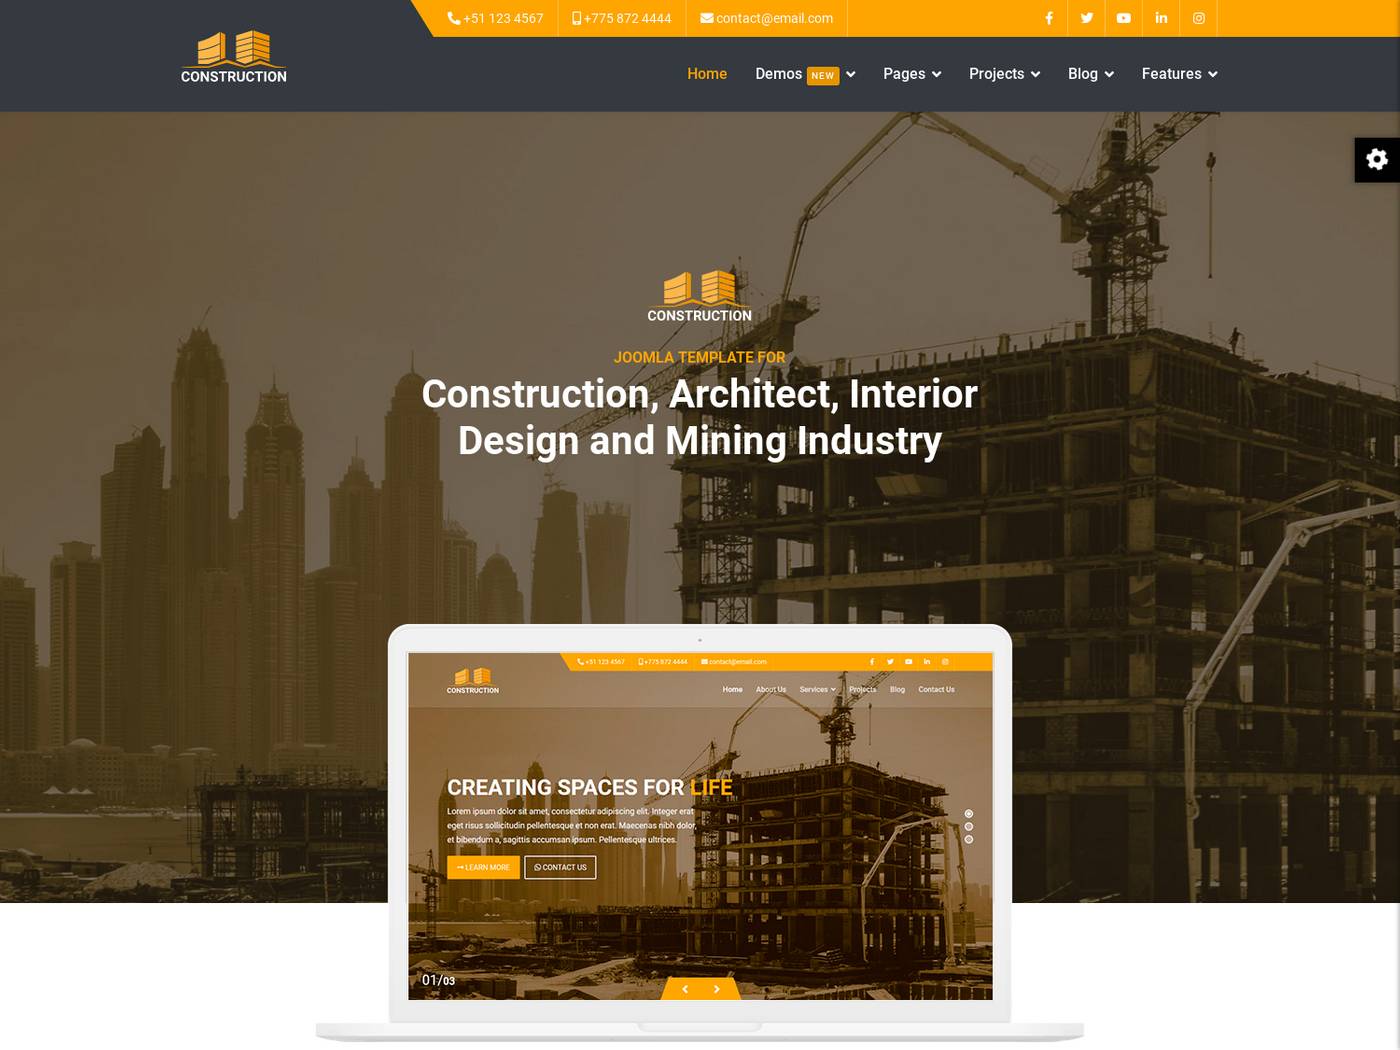 +51 123 4567
+775 872 4444
contact@email.com
CONSTRUCTION
Home
Demos NEW
Pages
Projects
Blog
Features
CONSTRUCTION
JOOMLA TEMPLATE FOR
Construction, Architect, Interior
Design and Mining Industry
+51 123 4567
+775 872 4444
contact@email.com
CONSTRUCTION
Home
About Us
Services
Projects
Blog
Contact Us
CREATING SPACES FOR LIFE
Lorem ipsum dolor sit amet, consectetur adipiscing elit. Integer erat
eget risus sollicitudin pellentesque et non erat. Maecenas nibh dolor,
et bibendum a, sagittis accumsan ipsum. Pellentesque ultrices.
LEARN MORE
CONTACT US
01/03